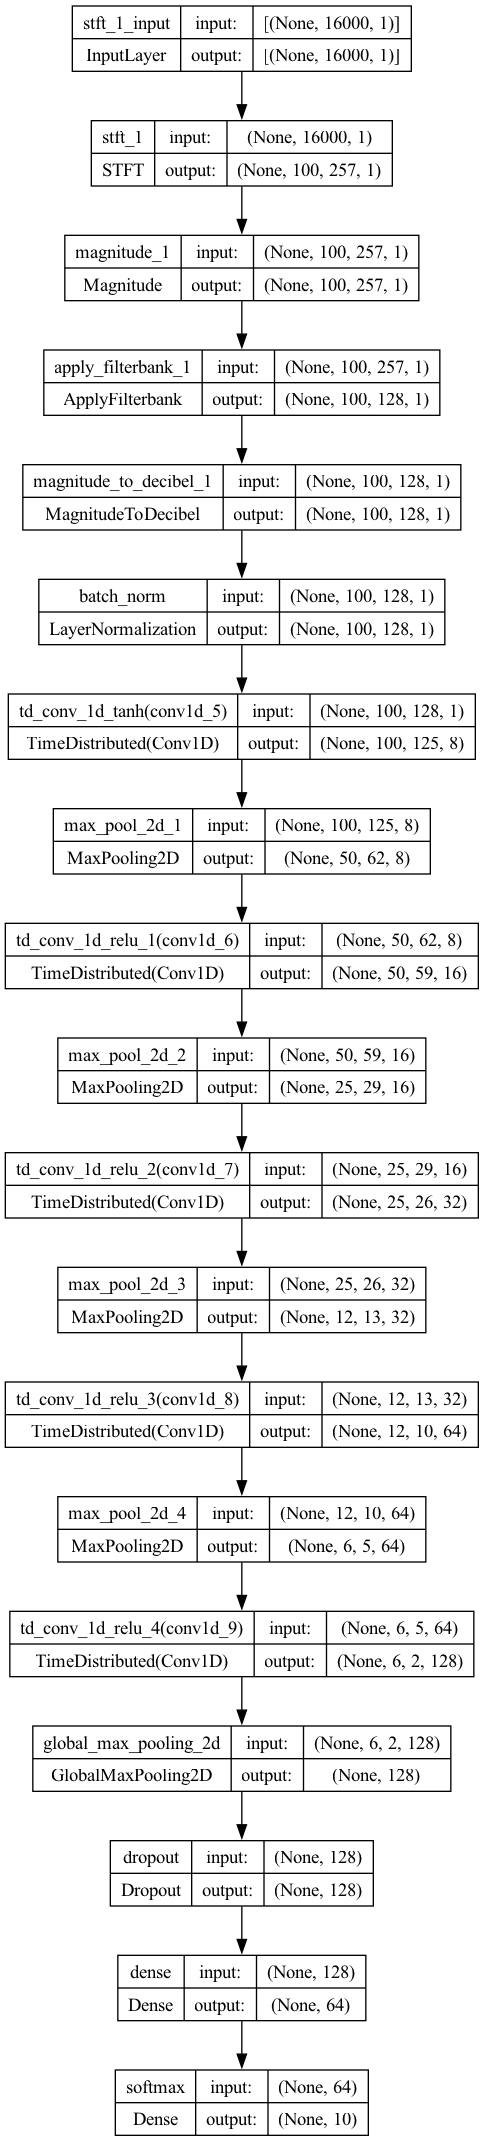 stft_1_input input: [(None, 16000, 1)]
InputLayer output: [(None, 16000, 1)]
stft_1 input: (None, 16000, 1)
STFT output: (None, 100, 257, 1)
magnitude_1 input: (None, 100, 257, 1)
Magnitude output: (None, 100, 257, 1)
apply_filterbank_1 input: (None, 100, 257, 1)
ApplyFilterbank output: (None, 100, 128, 1)
magnitude_to_decibel_1 input: (None, 100, 128, 1)
MagnitudeToDecibel output: (None, 100, 128, 1)
batch_norm input: (None, 100, 128, 1)
LayerNormalization output: (None, 100, 128, 1)
td_conv_1d_tanh(conv1d_5) input: (None, 100, 128, 1)
TimeDistributed(Conv1D) output: (None, 100, 125, 8)
max_pool_2d_1 input: (None, 100, 125, 8)
MaxPooling2D output: (None, 50, 62, 8)
td_conv_1d_relu_1(conv1d_6) input: (None, 50, 62, 8)
TimeDistributed(Conv1D) output: (None, 50, 59, 16)
max_pool_2d_2 input: (None, 50, 59, 16)
MaxPooling2D output: (None, 25, 29, 16)
td_conv_1d_relu_2(conv1d_7) input: (None, 25, 29, 16)
TimeDistributed(Conv1D) output: (None, 25, 26, 32)
max_pool_2d_3 input: (None, 25, 26, 32)
MaxPooling2D output: (None, 12, 13, 32)
td_conv_1d_relu_3(conv1d_8) input: (None, 12, 13, 32)
TimeDistributed(Conv1D) output: (None, 12, 10, 64)
max_pool_2d_4 input: (None, 12, 10, 64)
MaxPooling2D output: (None, 6, 5, 64)
td_conv_1d_relu_4(conv1d_9) input: (None, 6, 5, 64)
TimeDistributed(Conv1D) output: (None, 6, 2, 128)
global_max_pooling_2d input: (None, 6, 2, 128)
GlobalMaxPooling2D output: (None, 128)
dropout input: (None, 128)
Dropout output: (None, 128)
dense input: (None, 128)
Dense output: (None, 64)
softmax input: (None, 64)
Dense output: (None, 10)